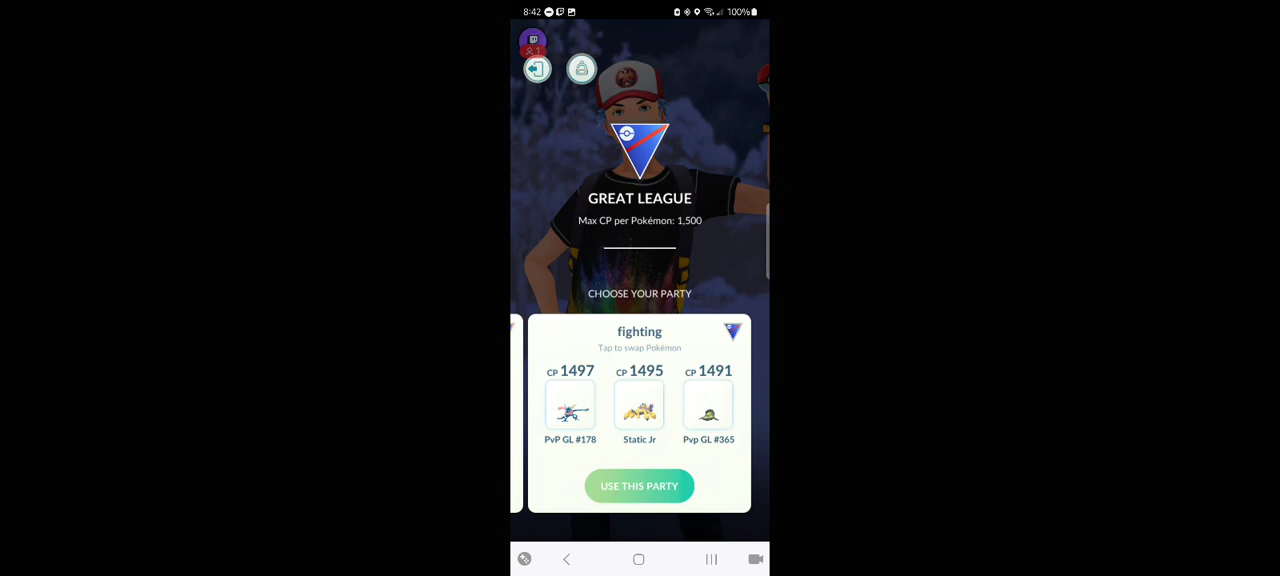 8:42
100%
1
GREAT LEAGUE
Max CP per Pokémon: 1,500
CHOOSE YOUR PARTY
fighting
Tap to swap Pokémon
CP 1497 CP 1495 CP 1491
PvP GL #178 Static Jr Pvp GL #365
USE THIS PARTY